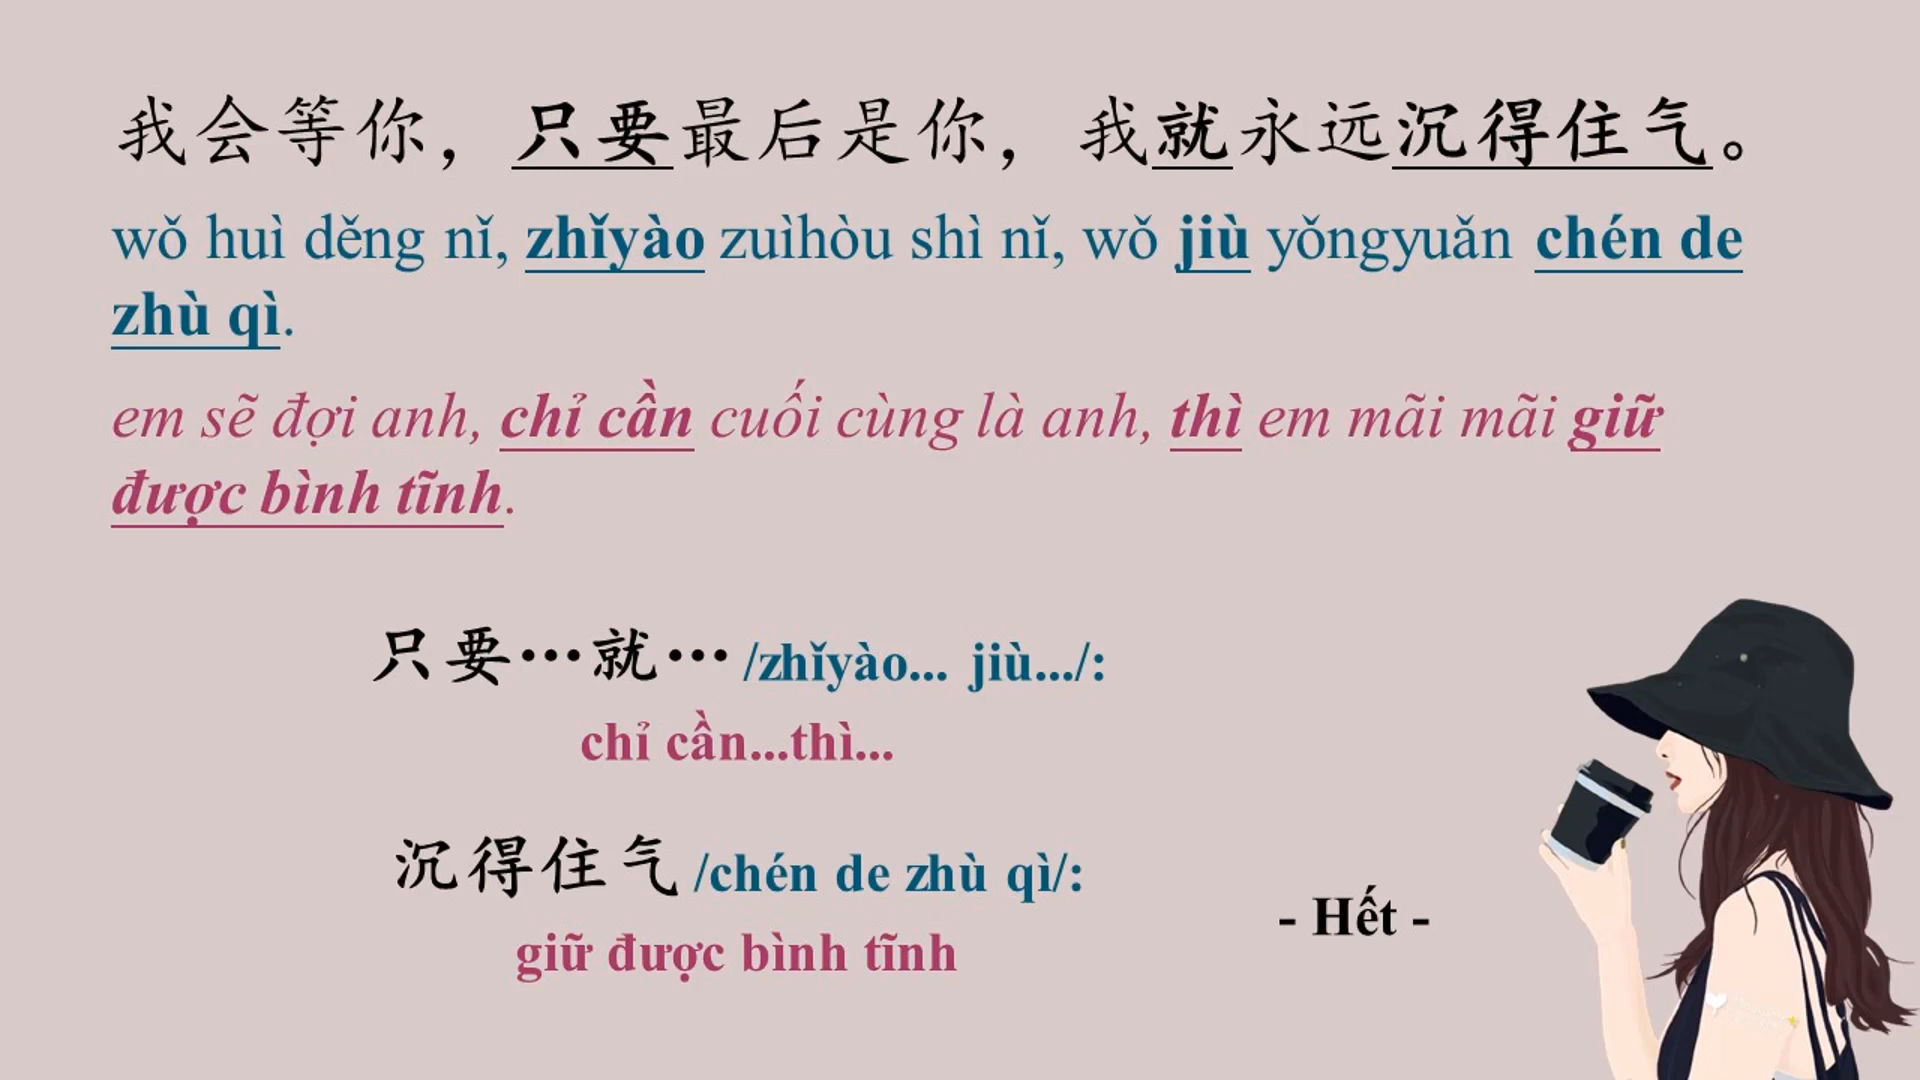 我会等你，只要最后是你，我就永远沉得住气。
wǒ huì děng nǐ, zhǐyào zuìhòu shì nǐ, wǒ jiù yǒngyuǎn chén de
zhù qì.
em sẽ đợi anh, chỉ cần cuối cùng là anh, thì em mãi mãi giữ
được bình tĩnh.
只要…就… /zhǐyào... jiù.../:
chỉ cần...thì...
沉得住气 /chén de zhù qì/:
giữ được bình tĩnh
- Hết -